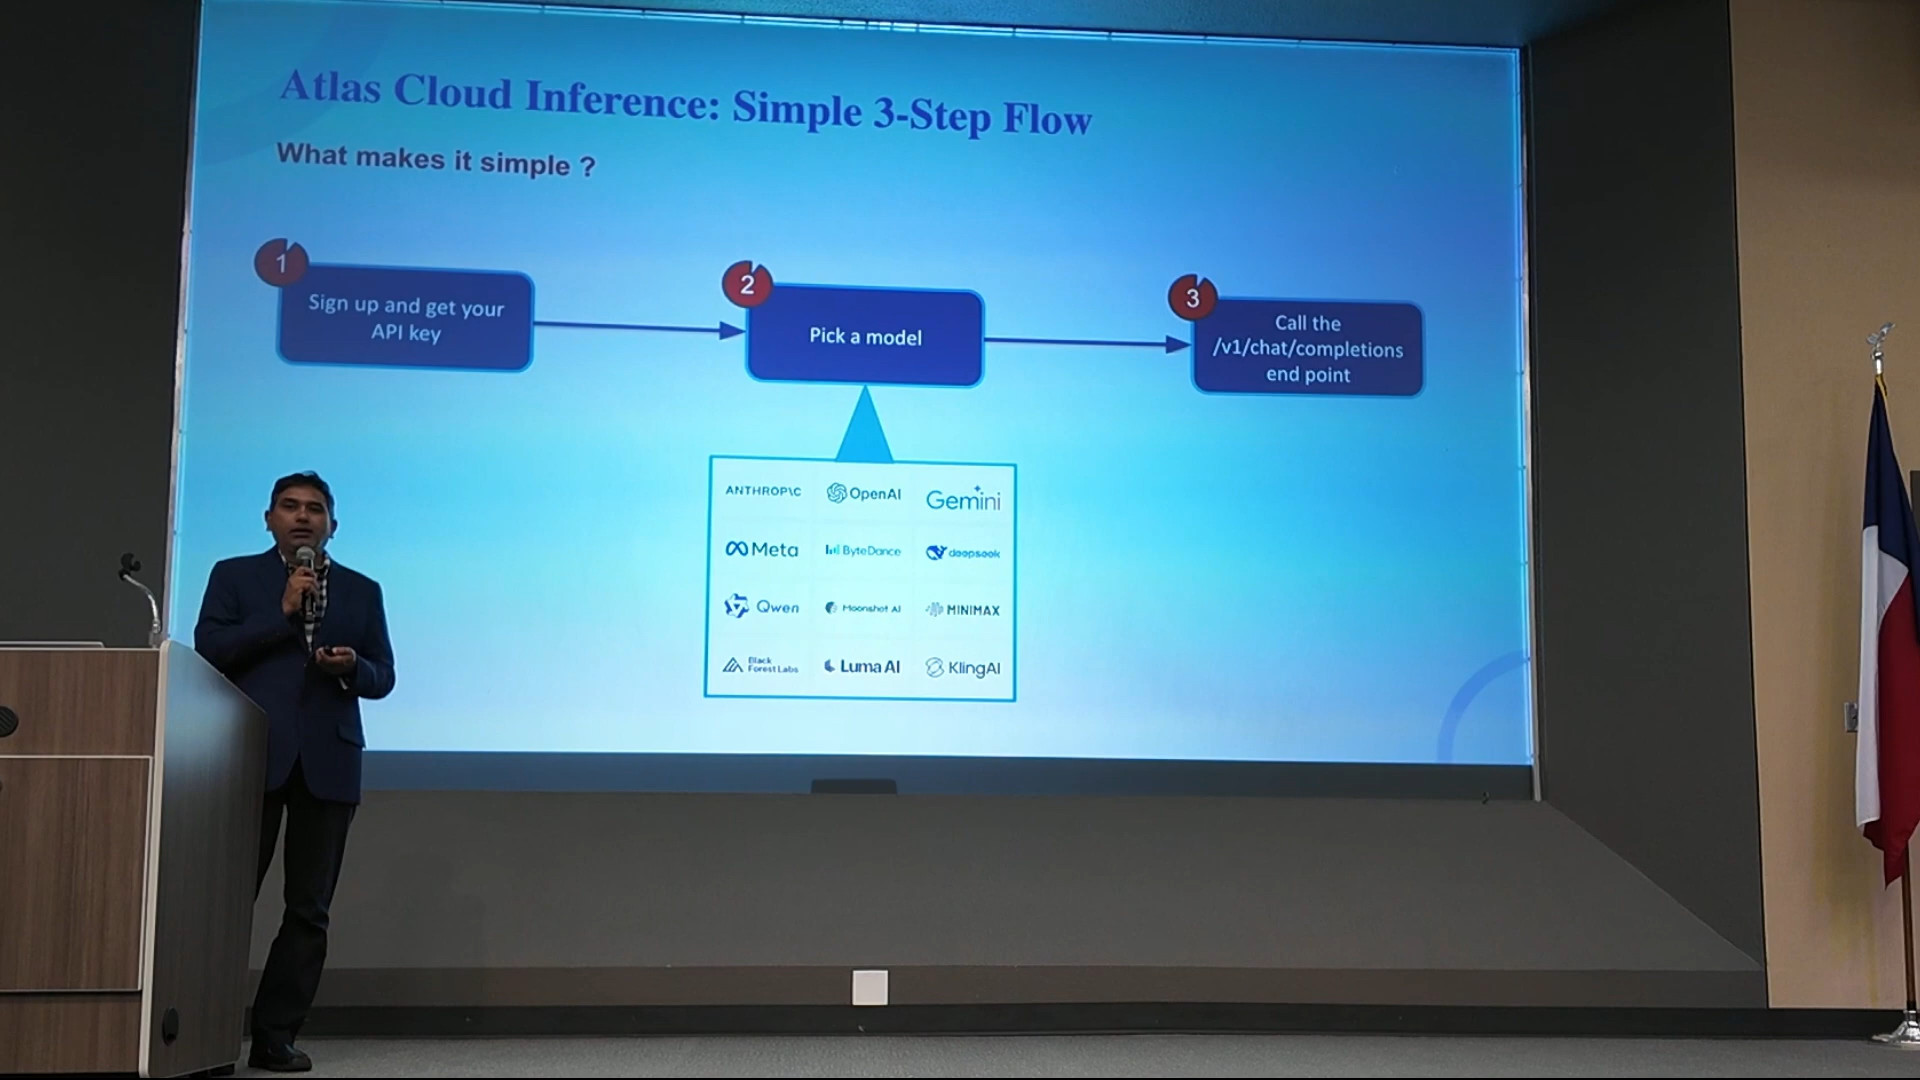 Atlas Cloud Inference: Simple 3-Step Flow
What makes it simple ?
1
Sign up and get your
API key
2
Pick a model
3
Call the
/v1/chat/completions
end point
ANTHROP\C
OpenAI
Gemini
Meta
ByteDance
deepseek
Qwen
Moonshot AI
MINIMAX
Black
Forest Labs
Luma AI
KlingAI